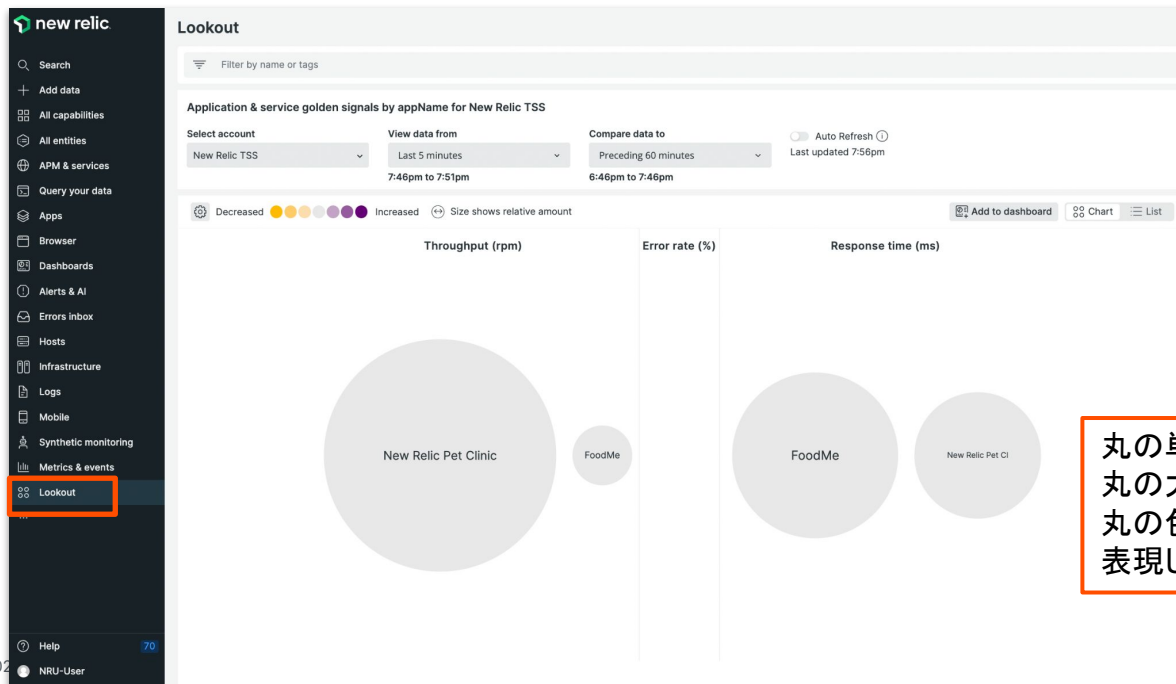 new relic
Search
Add data
All capabilities
All entities
APM & services
Query your data
Apps
Browser
Dashboards
Alerts & AI
Errors inbox
Hosts
Infrastructure
Logs
Mobile
Synthetic monitoring
Metrics & events
Lookout
Help 70
NRU-User
Lookout
Filter by name or tags
Application & service golden signals by appName for New Relic TSS
Select account View data from Compare data to Auto Refresh
New Relic TSS Last 5 minutes Preceding 60 minutes Last updated 7:56pm
7:46pm to 7:51pm 6:46pm to 7:46pm
Decreased Increased Size shows relative amount Add to dashboard Chart List
Throughput (rpm) Error rate (%) Response time (ms)
New Relic Pet Clinic FoodMe FoodMe New Relic Pet Cl
丸の
丸の
丸の
表現し